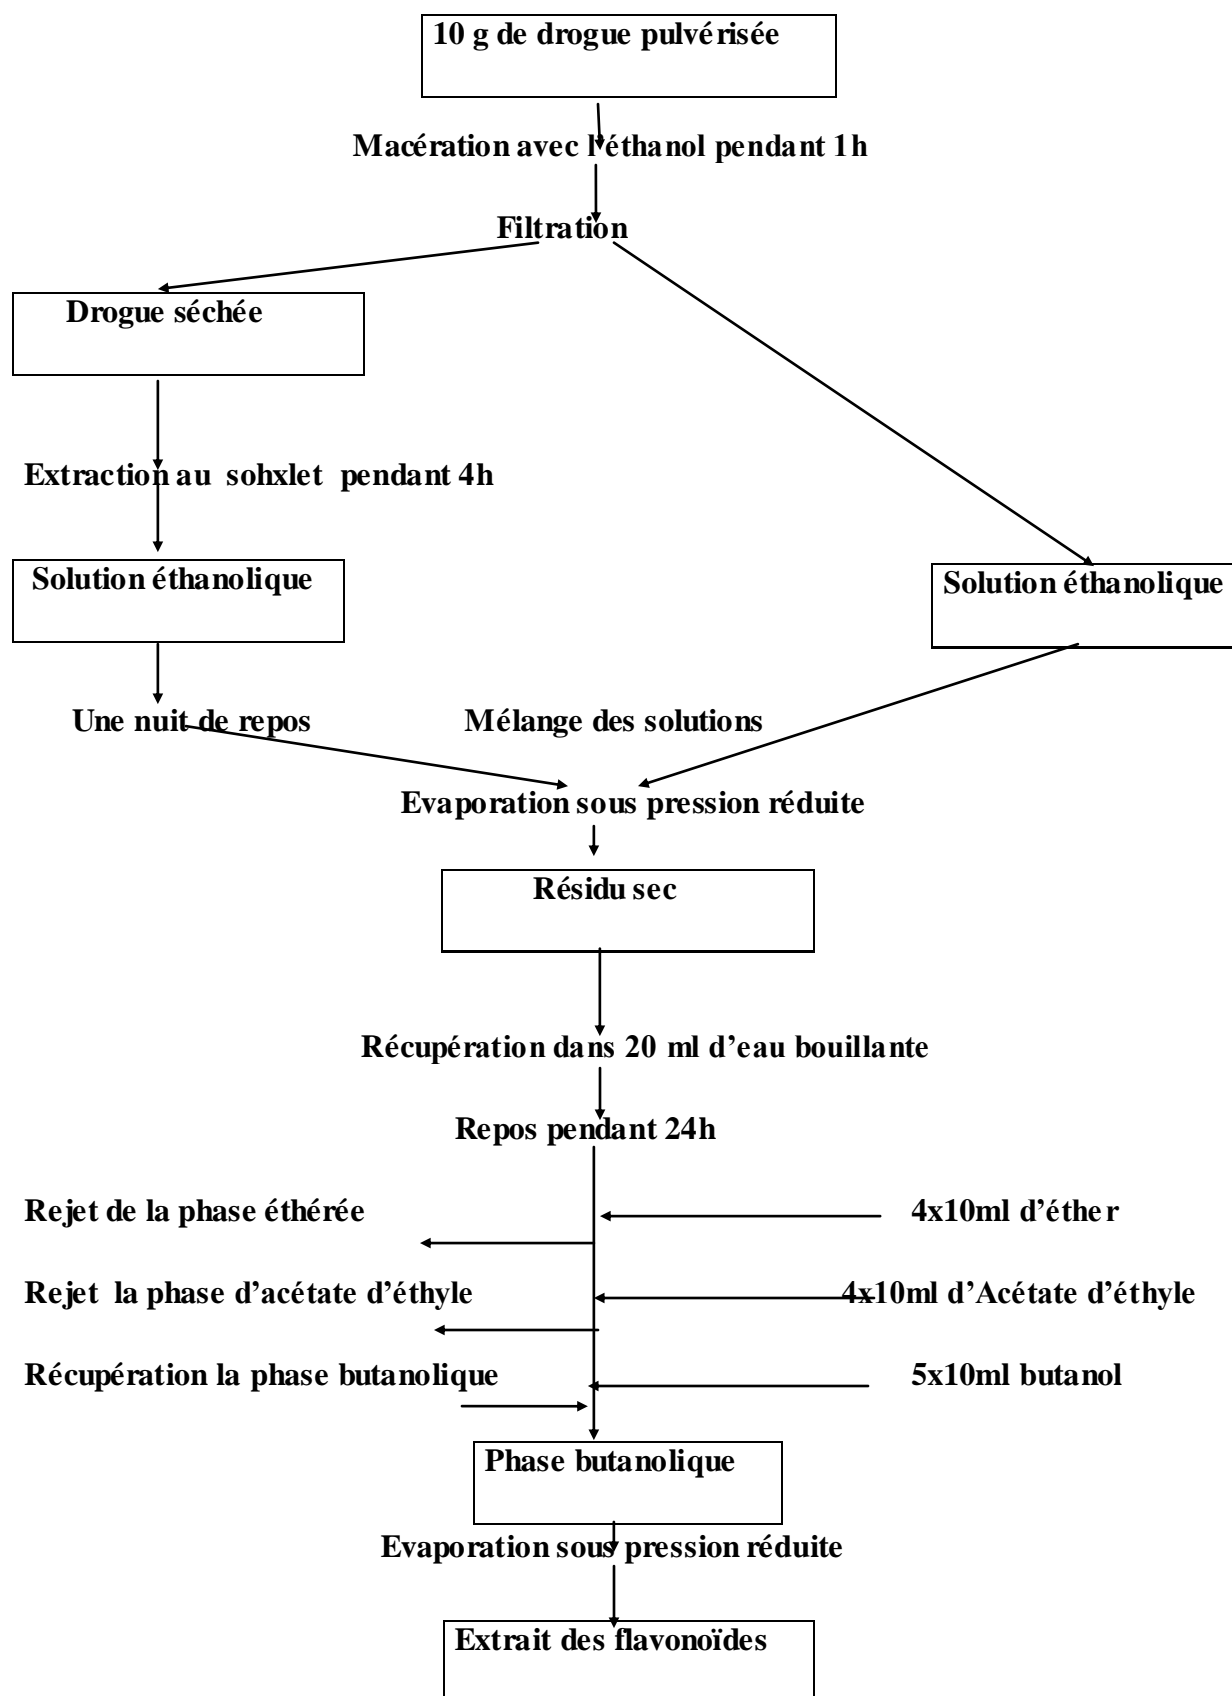 10 g de drogue pulvérisée
Macération avec l'éthanol pendant 1h
Filtration
Drogue séchée
Extraction au sohxlet pendant 4h
Solution éthanolique
Solution éthanolique
Une nuit de repos
Mélange des solutions
Evaporation sous pression réduite
Résidu sec
Récupération dans 20 ml d’eau bouillante
Repos pendant 24h
Rejet de la phase éthérée
4x10ml d’éther
Rejet la phase d’acétate d’éthyle
4x10ml d’Acétate d’éthyle
Récupération la phase butanolique
5x10ml butanol
Phase butanolique
Evaporation sous pression réduite
Extrait des flavonoïdes